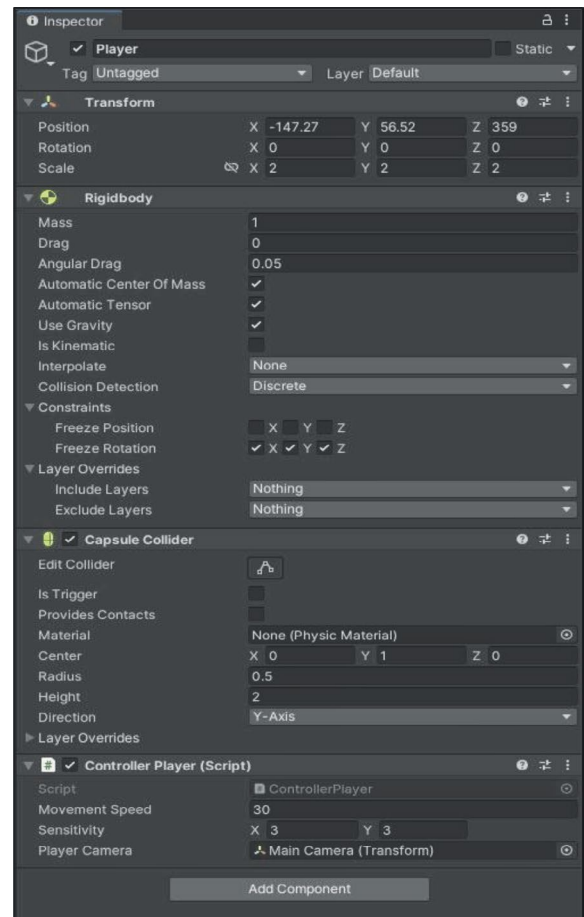 Inspector
Player Static
Tag Untagged Layer Default
Transform
Position X -147.27 Y 56.52 Z 359
Rotation X 0 Y 0 Z 0
Scale X 2 Y 2 Z 2
Rigidbody
Mass 1
Drag 0
Angular Drag 0.05
Automatic Center Of Mass
Automatic Tensor
Use Gravity
Is Kinematic
Interpolate None
Collision Detection Discrete
Constraints
Freeze Position X Y Z
Freeze Rotation X Y Z
Layer Overrides
Include Layers Nothing
Exclude Layers Nothing
Capsule Collider
Edit Collider
Is Trigger
Provides Contacts
Material None (Physic Material)
Center X 0 Y 1 Z 0
Radius 0.5
Height 2
Direction Y-Axis
Layer Overrides
# Controller Player (Script)
Script ControllerPlayer
Movement Speed 30
Sensitivity X 3 Y 3
Player Camera Main Camera (Transform)
Add Component